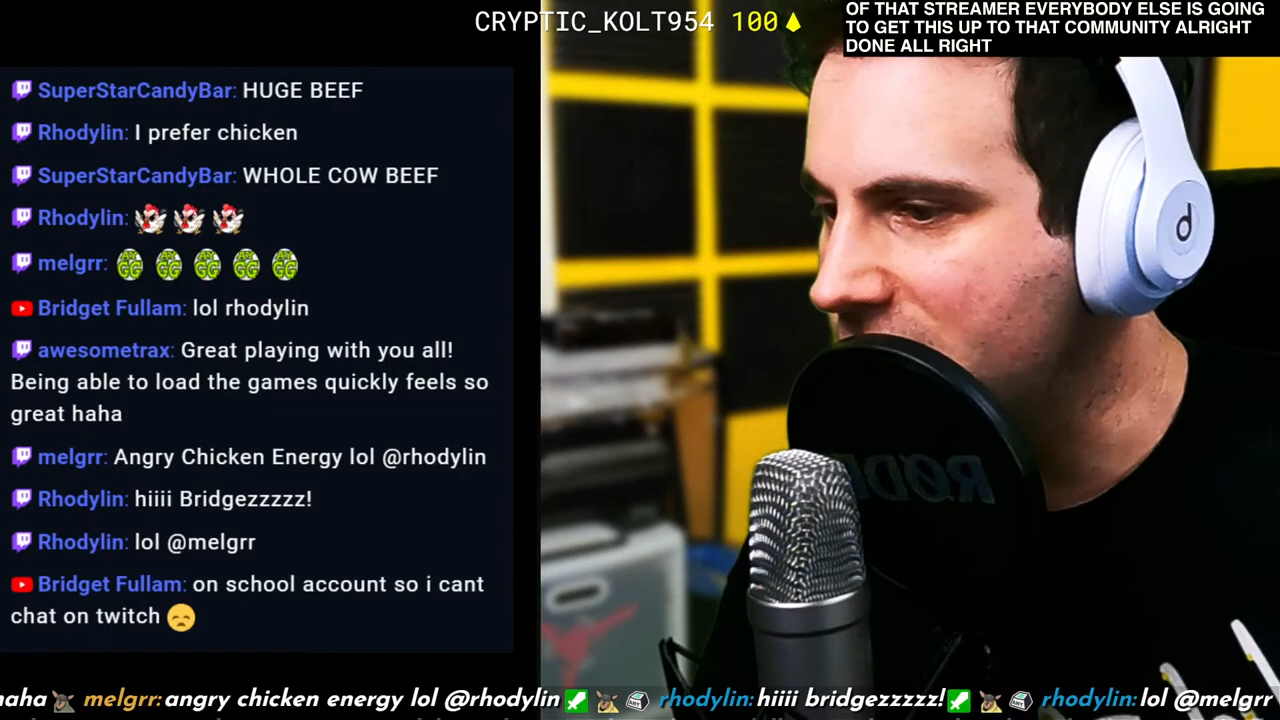 CRYPTIC_KOLT954 100
OF THAT STREAMER EVERYBODY ELSE IS GOING
TO GET THIS UP TO THAT COMMUNITY ALRIGHT
DONE ALL RIGHT
SuperStarCandyBar: HUGE BEEF
Rhodylin: I prefer chicken
SuperStarCandyBar: WHOLE COW BEEF
Rhodylin:
melgrr:
Bridget Fullam: lol rhodylin
awesometrax: Great playing with you all!
Being able to load the games quickly feels so
great haha
melgrr: Angry Chicken Energy lol @rhodylin
Rhodylin: hiiii Bridgezzzzz!
Rhodylin: lol @melgrr
Bridget Fullam: on school account so i cant
chat on twitch
RØDE
haha melgrr: angry chicken energy lol @rhodylin rhodylin: hiiii bridgezzzzz! rhodylin: lol @melgrr